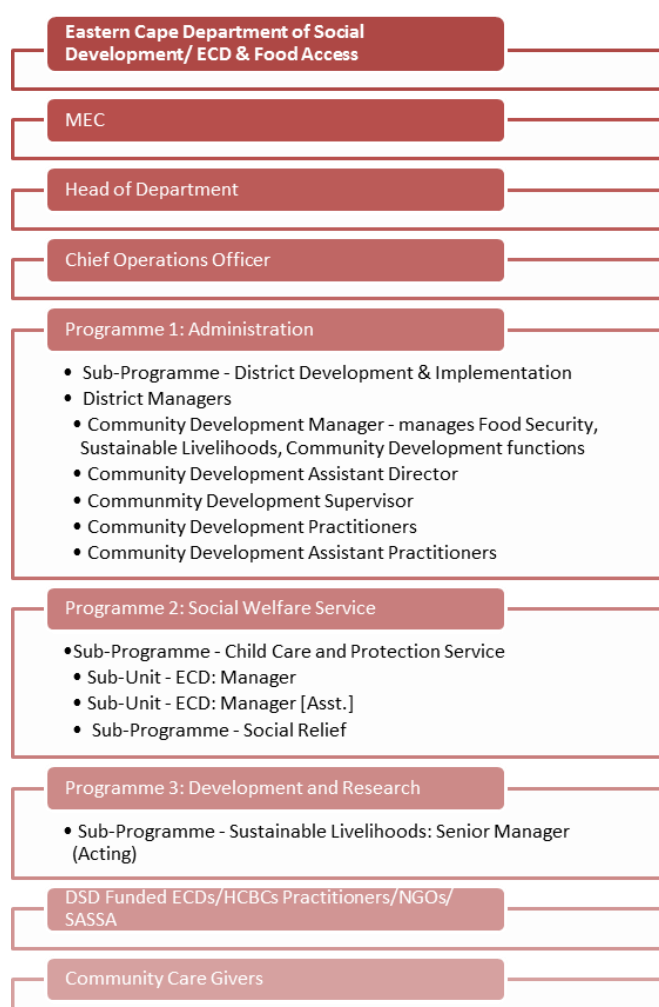 Eastern Cape Department of Social
Development/ ECD & Food Access
MEC
Head of Department
Chief Operations Officer
Programme 1: Administration
• Sub-Programme - District Development & Implementation
• District Managers
• Community Development Manager - manages Food Security,
Sustainable Livelihoods, Community Development functions
• Community Development Assistant Director
• Communmity Development Supervisor
• Community Development Practitioners
• Community Development Assistant Practitioners
Programme 2: Social Welfare Service
•Sub-Programme - Child Care and Protection Service
• Sub-Unit - ECD: Manager
• Sub-Unit - ECD: Manager [Asst.]
• Sub-Programme - Social Relief
Programme 3: Development and Research
• Sub-Programme - Sustainable Livelihoods: Senior Manager
(Acting)
DSD Funded ECDs/HCBCs Practitioners/NGOs/
SASSA
Community Care Givers